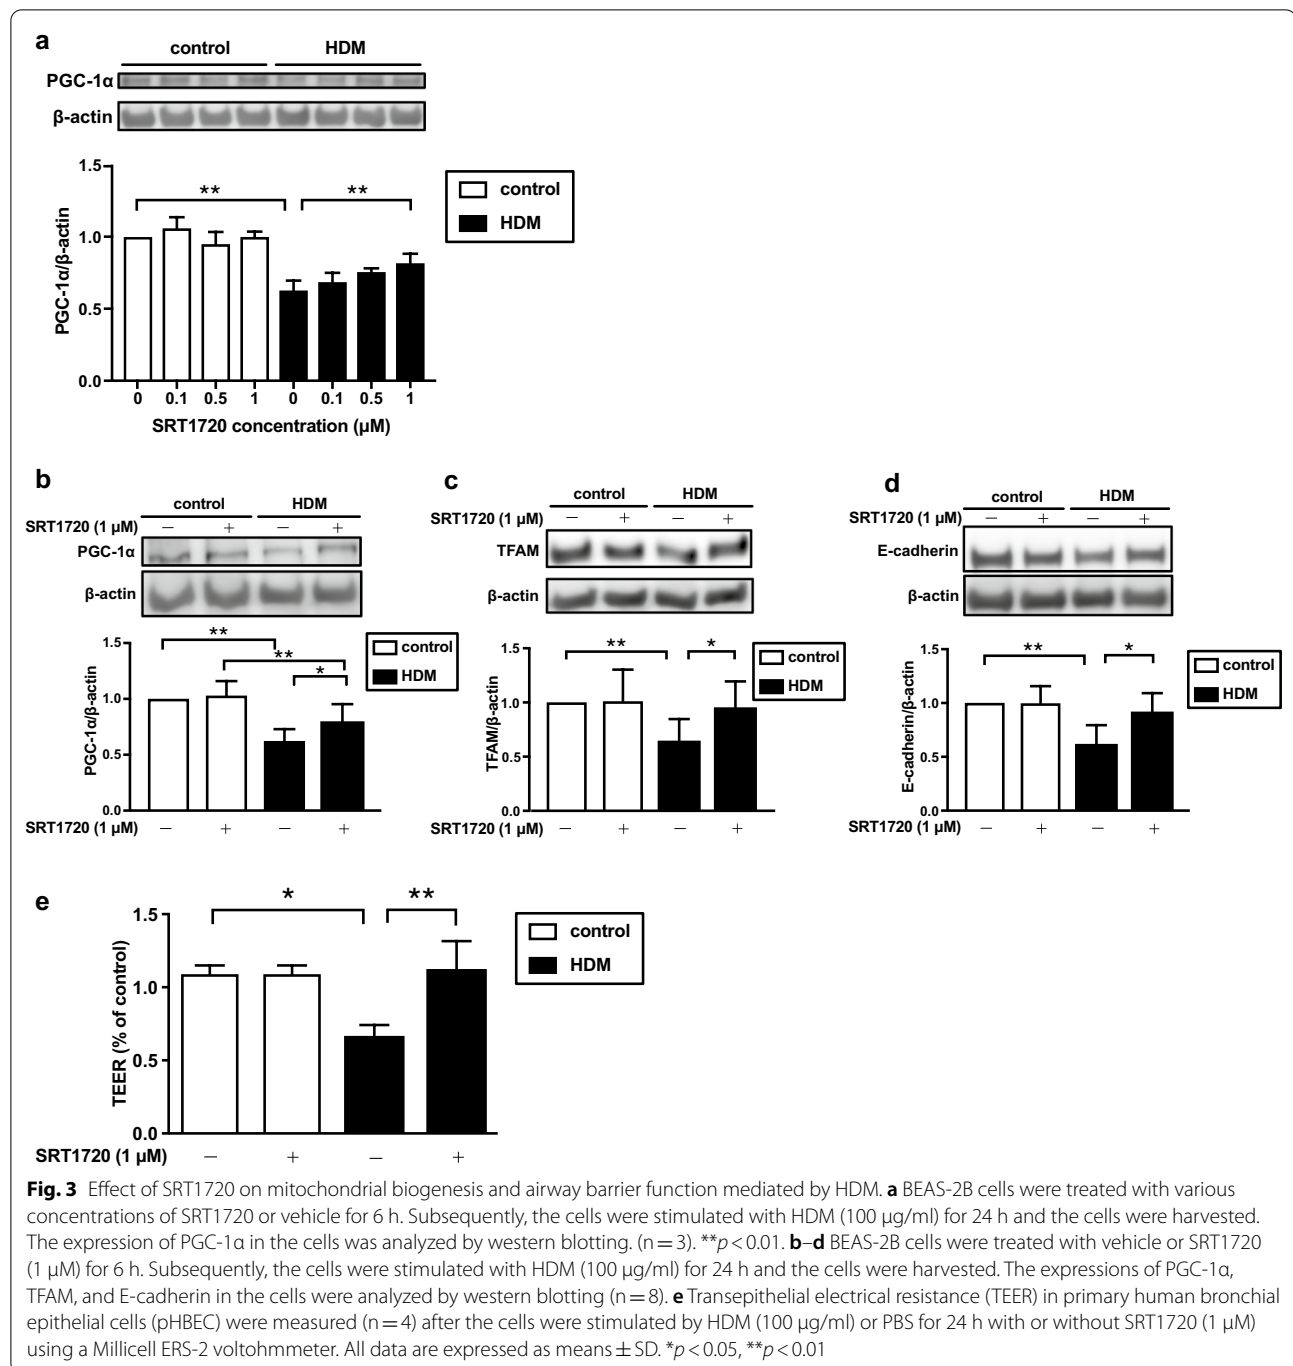 a
control HDM
PGC-1α
β-actin
1.5
1.0
0.5
0.0
PGC-1α/β-actin
** **
control
HDM
0 0.1 0.5 1 0 0.1 0.5 1
SRT1720 concentration (µM)
b
control HDM
SRT1720 (1 µM) − + − +
PGC-1α
β-actin
1.5
1.0
0.5
0.0
PGC-1α/β-actin
**
**
*
control
HDM
SRT1720 (1 µM) − + − +
c
control HDM
SRT1720 (1 µM) − + − +
TFAM
β-actin
1.5
1.0
0.5
0.0
TFAM/β-actin
** *
control
HDM
SRT1720 (1 µM) − + − +
d
control HDM
SRT1720 (1 µM) − + − +
E-cadherin
β-actin
1.5
1.0
0.5
0.0
E-cadherin/β-actin
** *
control
HDM
SRT1720 (1 µM) − + − +
e
1.5
1.0
0.5
0.0
TEER (% of control)
* **
control
HDM
SRT1720 (1 µM) − + − +
Fig. 3 Effect of SRT1720 on mitochondrial biogenesis and airway barrier function mediated by HDM. a BEAS-2B cells were treated with various
concentrations of SRT1720 or vehicle for 6 h. Subsequently, the cells were stimulated with HDM (100 µg/ml) for 24 h and the cells were harvested.
The expression of PGC-1α in the cells was analyzed by western blotting. (n = 3). **p < 0.01. b–d BEAS-2B cells were treated with vehicle or SRT1720
(1 µM) for 6 h. Subsequently, the cells were stimulated with HDM (100 µg/ml) for 24 h and the cells were harvested. The expressions of PGC-1α,
TFAM, and E-cadherin in the cells were analyzed by western blotting (n = 8). e Transepithelial electrical resistance (TEER) in primary human bronchial
epithelial cells (pHBEC) were measured (n = 4) after the cells were stimulated by HDM (100 µg/ml) or PBS for 24 h with or without SRT1720 (1 µM)
using a Millicell ERS-2 voltohmmeter. All data are expressed as means ± SD. *p < 0.05, **p < 0.01